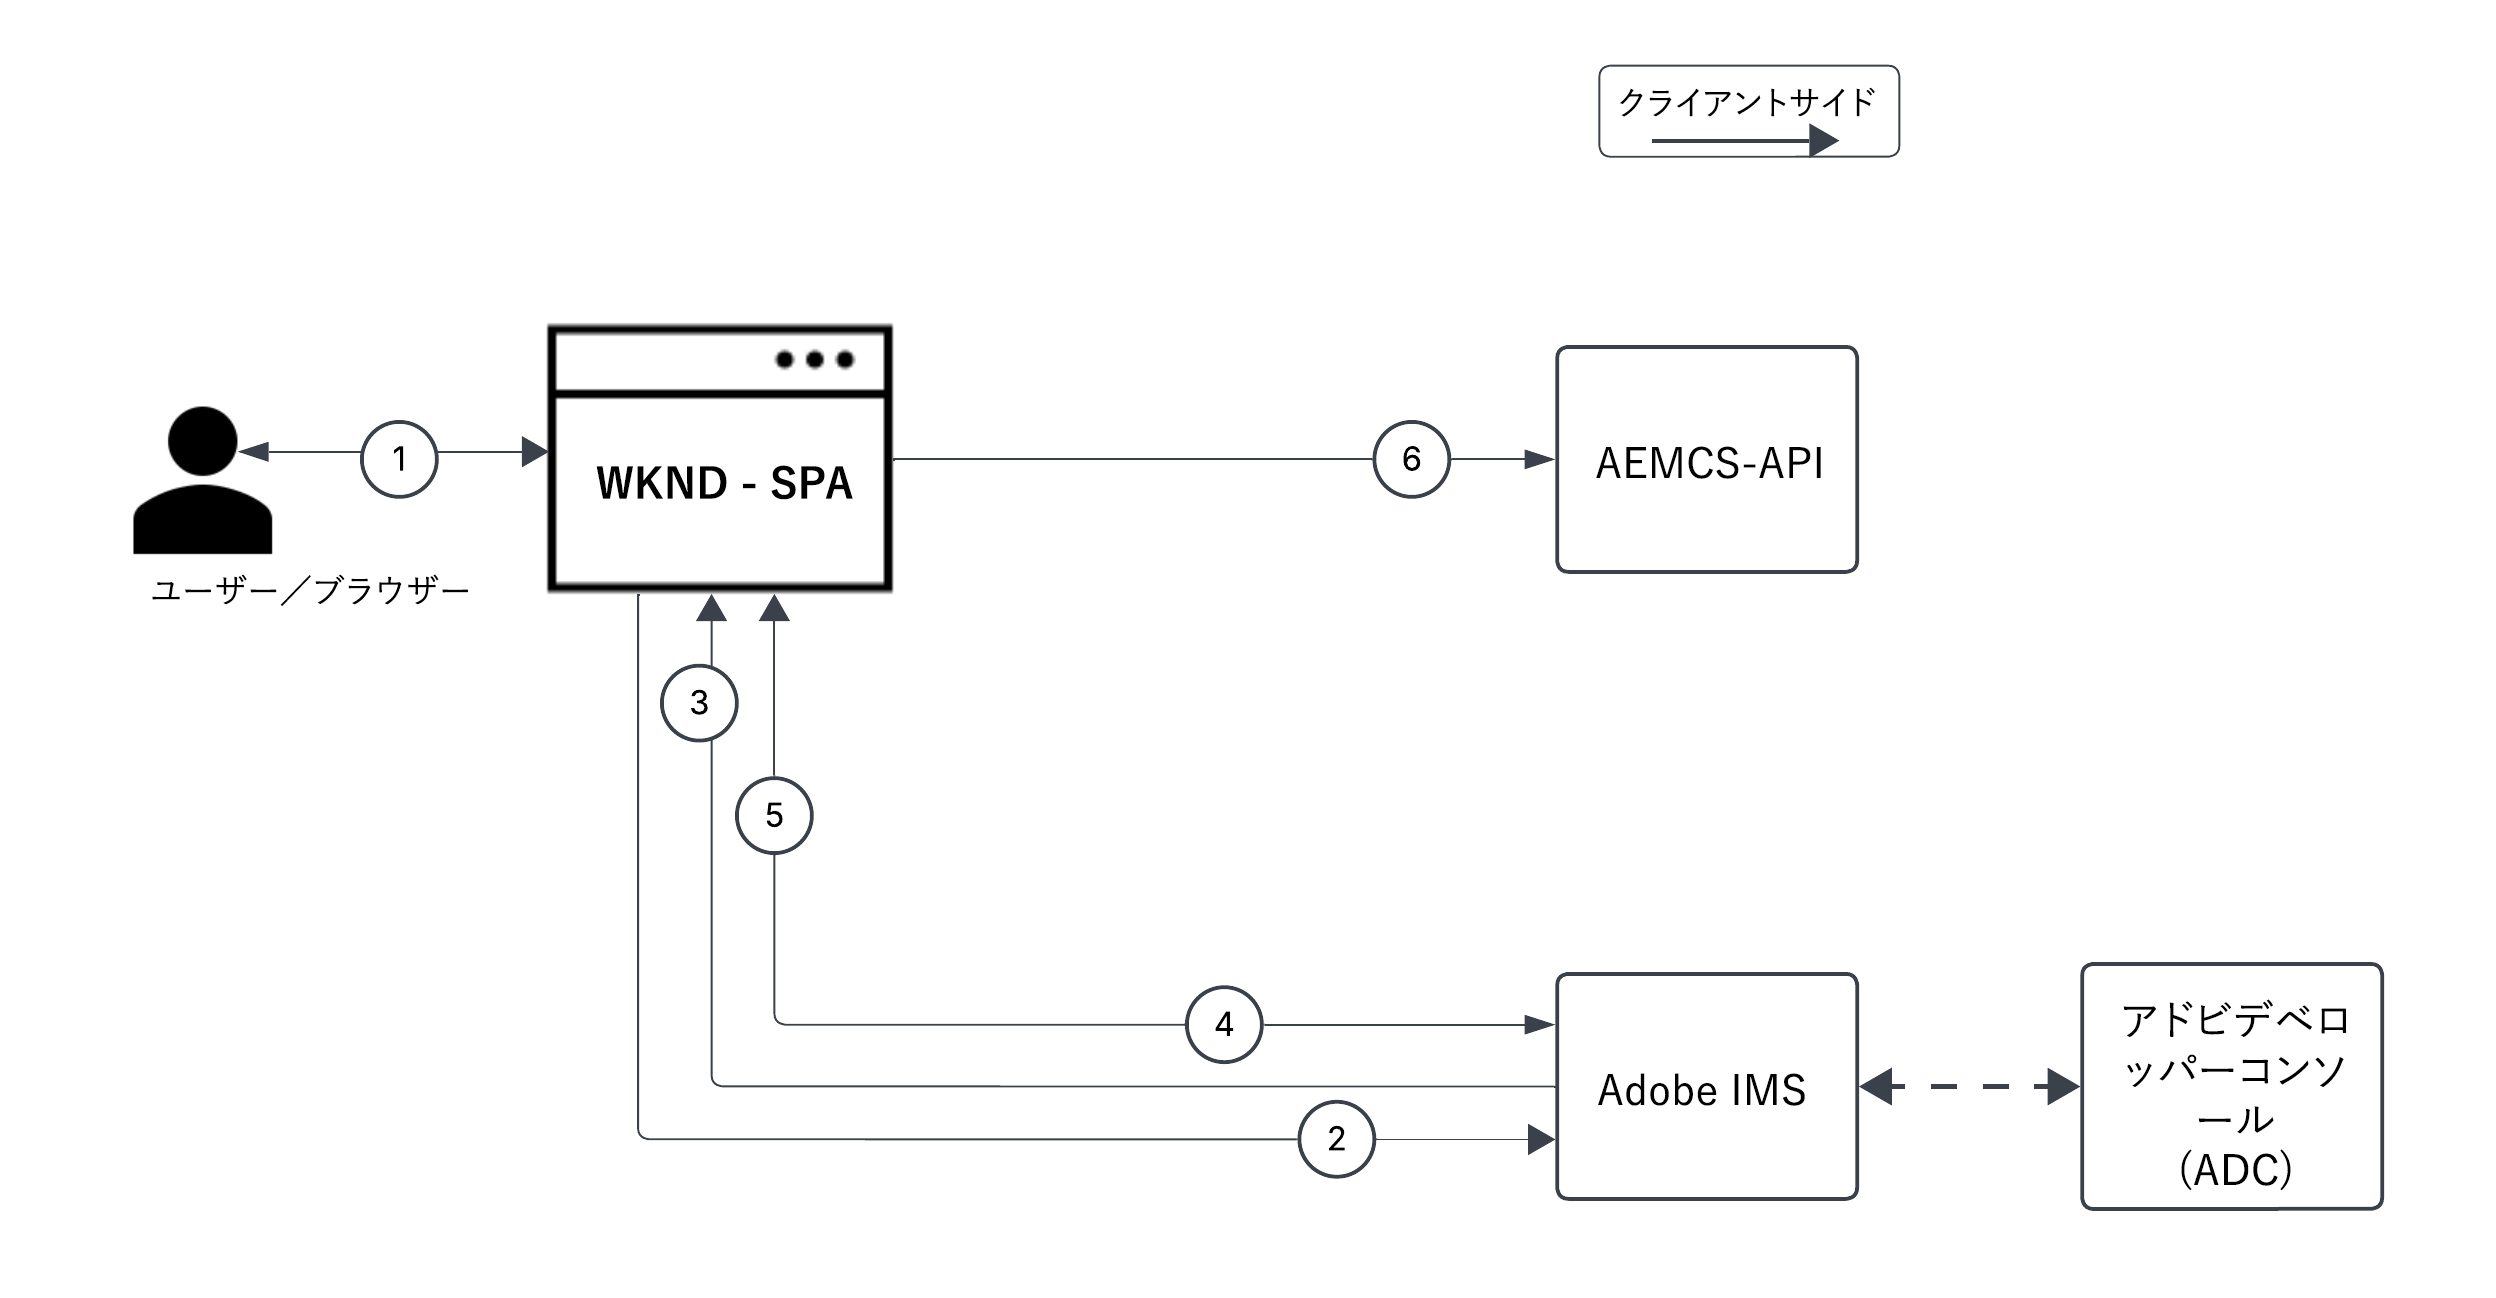 クライアントサイド
1
WKND - SPA
6
AEMCS-API
ユーザー／ブラウザー
3
5
4
2
Adobe IMS
アドビデベロ
ッパーコンソ
ール
(ADC)